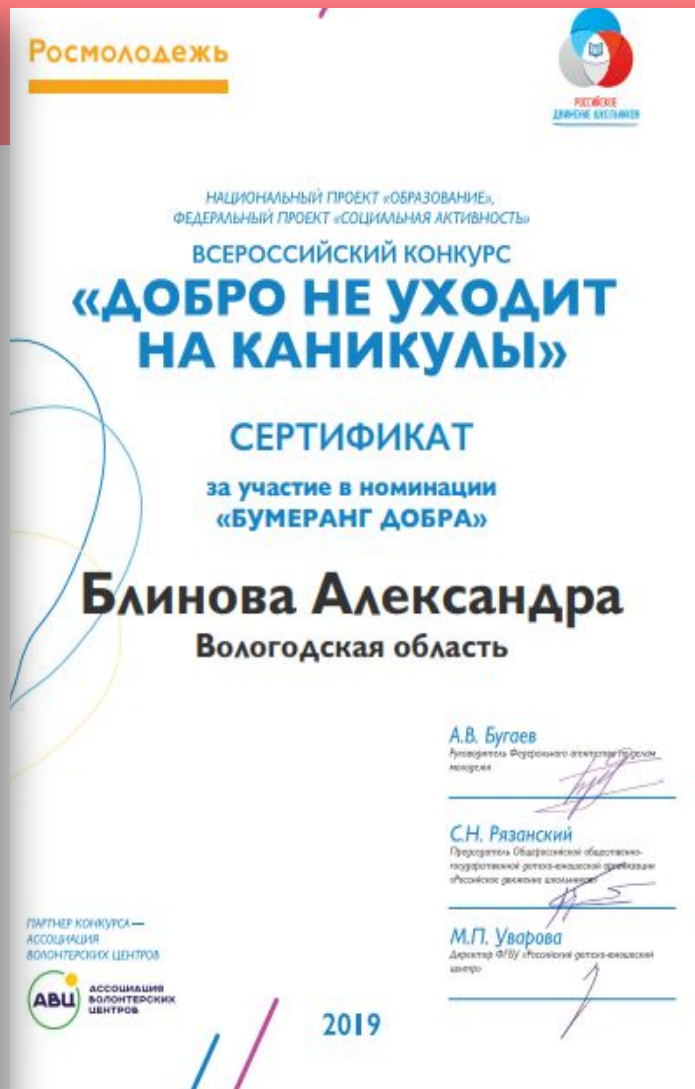 Росмолодежь
РОССИЙСКОЕ
ДВИЖЕНИЕ ШКОЛЬНИКОВ
НАЦИОНАЛЬНЫЙ ПРОЕКТ «ОБРАЗОВАНИЕ»,
ФЕДЕРАЛЬНЫЙ ПРОЕКТ «СОЦИАЛЬНАЯ АКТИВНОСТЬ»
ВСЕРОССИЙСКИЙ КОНКУРС
«ДОБРО НЕ УХОДИТ
НА КАНИКУЛЫ»
СЕРТИФИКАТ
за участие в номинации
«БУМЕРАНГ ДОБРА»
Блинова Александра
Вологодская область
А.В. Бугаев
Руководитель Федерального агентства по делам
молодежи
С.Н. Рязанский
Председатель Общероссийской общественно-
государственной детско-юношеской организации
«Российское движение школьников»
М.П. Уварова
Директор ФГБУ «Российский детско-юношеский
центр»
ПАРТНЕР КОНКУРСА —
АССОЦИАЦИЯ
ВОЛОНТЕРСКИХ ЦЕНТРОВ
АВЦ
АССОЦИАЦИЯ
ВОЛОНТЕРСКИХ
ЦЕНТРОВ
2019